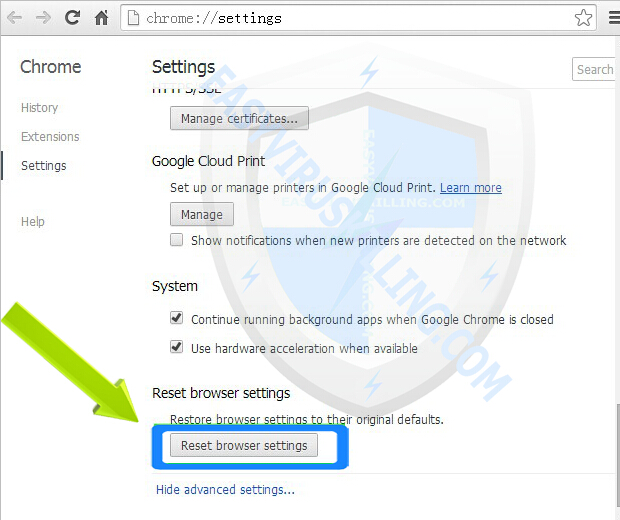 chrome://settings
Chrome
Settings
Search
History
Extensions
Settings
Help
HTTPS/SSL
Manage certificates...
Google Cloud Print
Set up or manage printers in Google Cloud Print. Learn more
Manage
Show notifications when new printers are detected on the network
System
Continue running background apps when Google Chrome is closed
Use hardware acceleration when available
Reset browser settings
Restore browser settings to their original defaults.
Reset browser settings
Hide advanced settings...
EASYVIRUSKILLING.COM